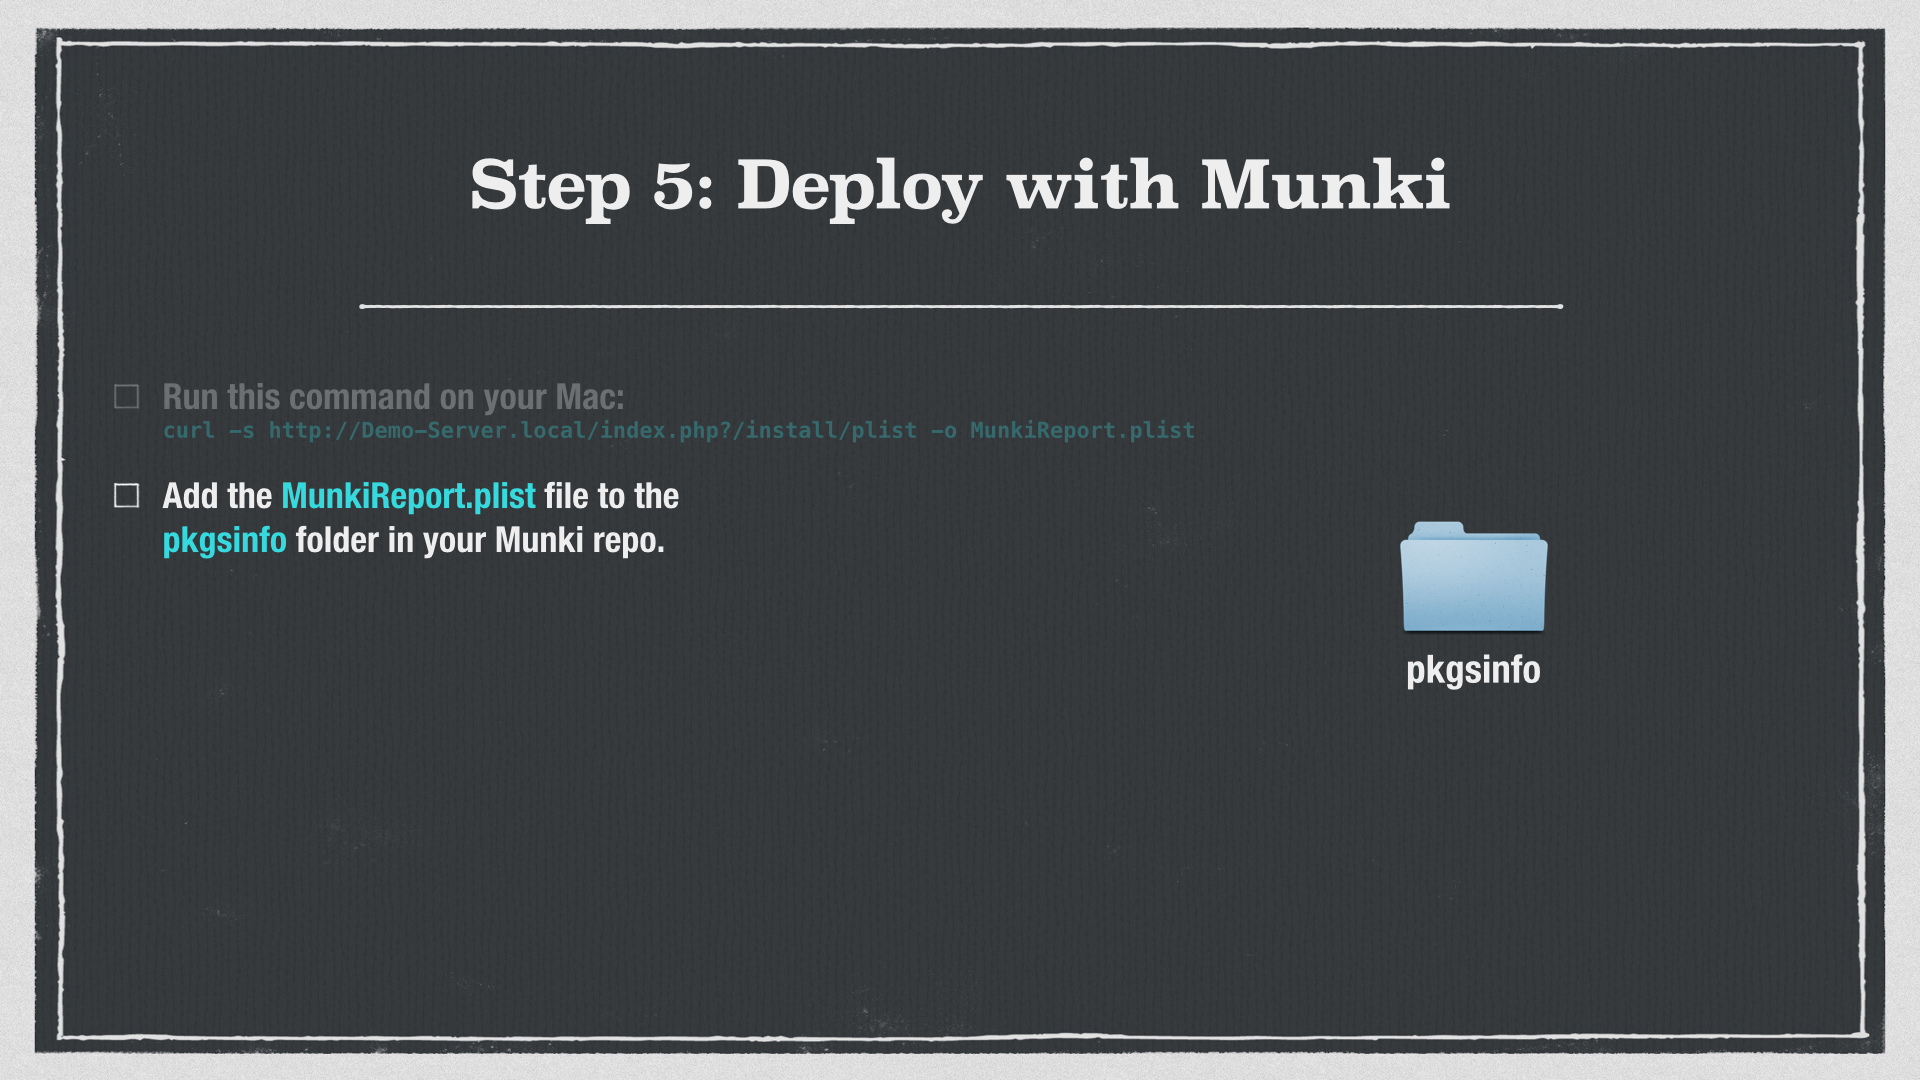 Step 5: Deploy with Munki
Run this command on your Mac:
curl -s http://Demo-Server.local/index.php?/install/plist -o MunkiReport.plist
Add the MunkiReport.plist file to the
pkgsinfo folder in your Munki repo.
pkgsinfo